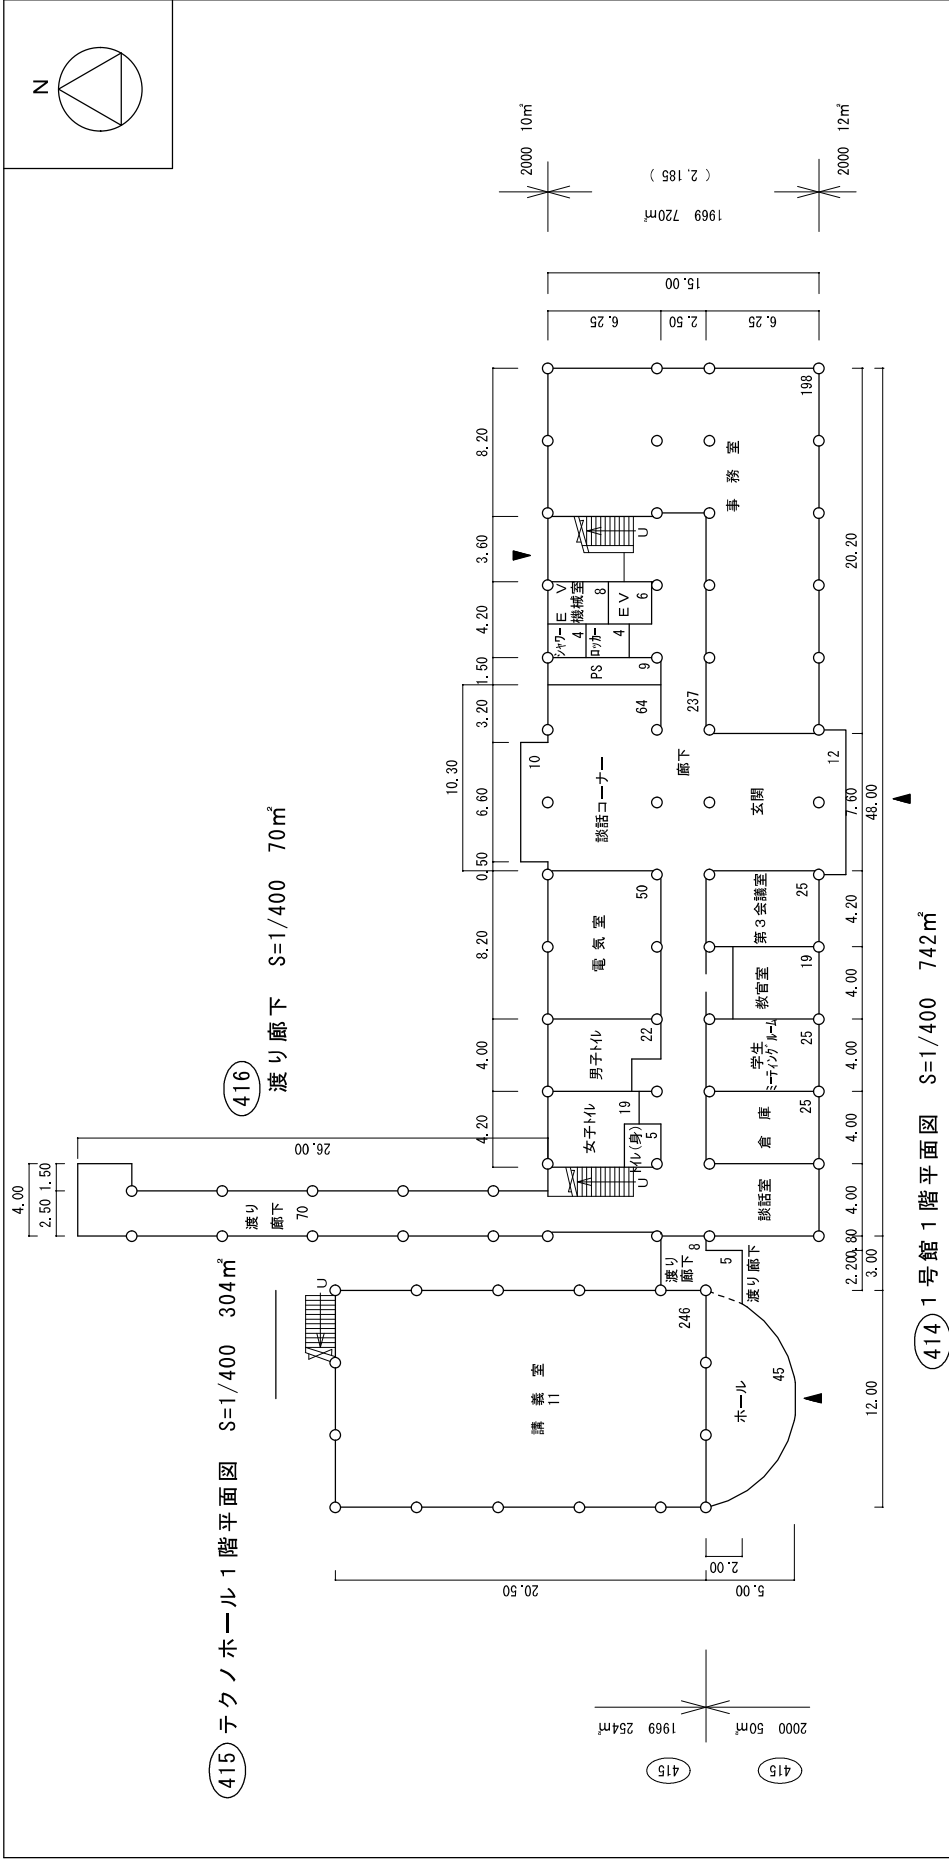 N
416
渡り廊下 S=1/400 70㎡
415 テクノホール1階平面図 S=1/400 304㎡
414 1号館1階平面図 S=1/400 742㎡
4.00
2.50
1.50
26.00
渡り
廊下
70
4.20
4.00
8.20
0.50
6.60
3.20
10.30
1.50
4.20
3.60
8.20
女子トイレ
19
トイレ(身)
5
U
男子トイレ
22
電気室
50
談話コーナー
10
64
PS
9
シャワー
4
ロッカー
4
EV
機械室
8
EV
6
U
廊下
237
事務室
198
談話室
倉庫
25
学生
ミーティングルーム
25
教官室
19
第3会議室
25
玄関
12
渡り
廊下
8
渡り廊下
5
U
講義室
11
246
ホール
45
12.00
2.20
0.80
3.00
4.00
4.00
4.00
4.00
4.20
7.60
20.20
48.00
6.25
2.50
6.25
15.00
2000 10㎡
1969 720㎡
(2,185)
2000 12㎡
20.50
2.00
5.00
1969 254㎡
2000 50㎡
415
415